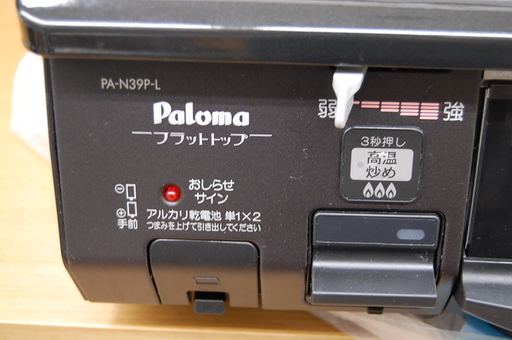 PA-N39P-L
Paloma
フラットトップ
弱 強
3秒押し
高温
炒め
おしらせ
サイン
手前
アルカリ乾電池 単1×2
つまみを上げて引き出してください